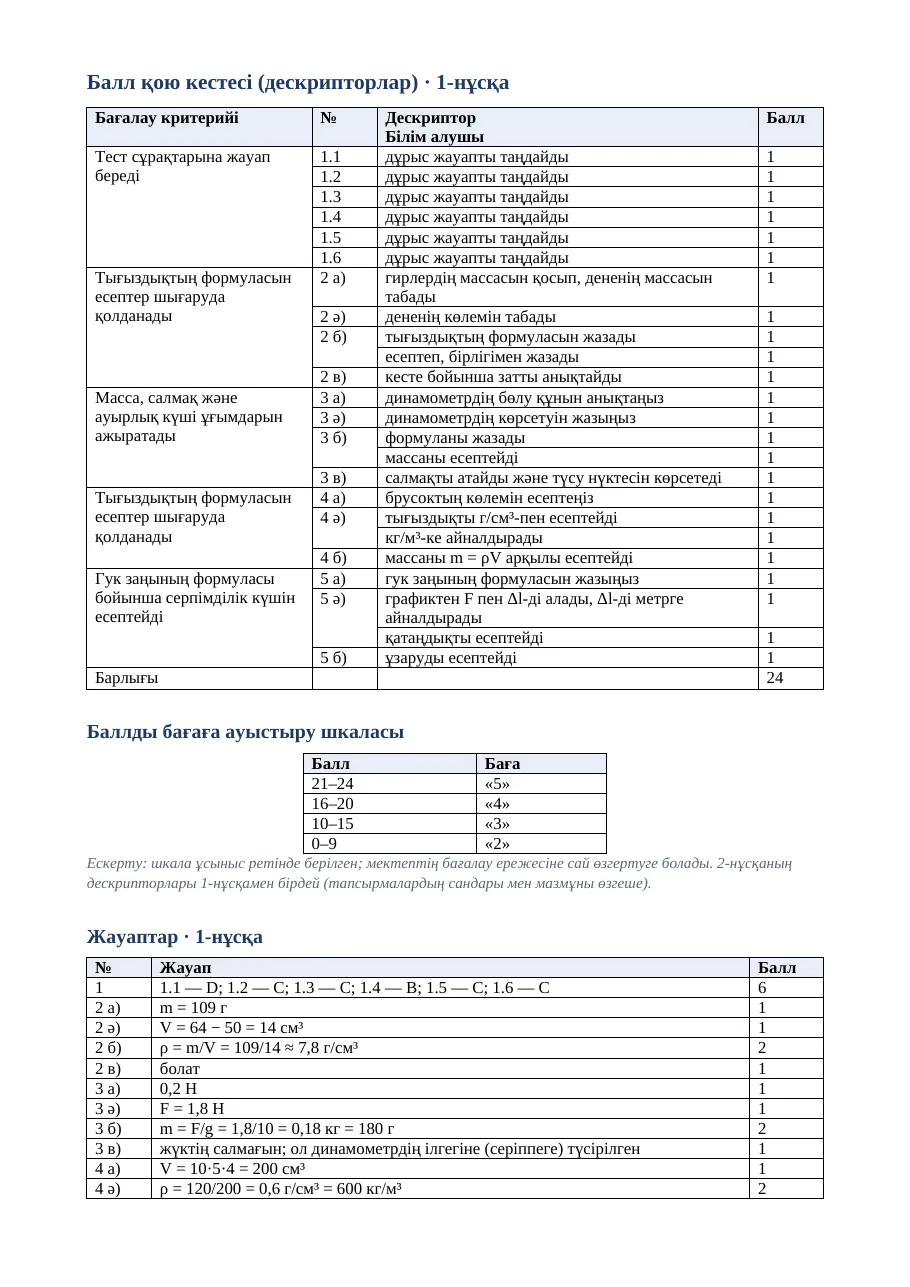 Балл қою кестесі (дескрипторлар) · 1-нұсқа
Бағалау критерийі № Дескриптор Балл
Білім алушы
Тест сұрақтарына жауап 1.1 дұрыс жауапты таңдайды 1
береді 1.2 дұрыс жауапты таңдайды 1
1.3 дұрыс жауапты таңдайды 1
1.4 дұрыс жауапты таңдайды 1
1.5 дұрыс жауапты таңдайды 1
1.6 дұрыс жауапты таңдайды 1
Тығыздықтың формуласын 2 а) гирлердің массасын қосып, дененің массасын 1
есептер шығаруда табады
қолданады 2 ә) дененің көлемін табады 1
2 б) тығыздықтың формуласын жазады 1
есептеп, бірлігімен жазады 1
2 в) кесте бойынша затты анықтайды 1
Масса, салмақ және 3 а) динамометрдің бөлу құнын анықтаңыз 1
ауырлық күші ұғымдарын 3 ә) динамометрдің көрсетуін жазыңыз 1
ажыратады 3 б) формуланы жазады 1
массаны есептейді 1
3 в) салмақты атайды және түсу нүктесін көрсетеді 1
Тығыздықтың формуласын 4 а) брусоктың көлемін есептеңіз 1
есептер шығаруда 4 ә) тығыздықты г/см³-пен есептейді 1
қолданады кг/м³-ке айналдырады 1
4 б) массаны m = ρV арқылы есептейді 1
Гук заңының формуласы 5 а) гук заңының формуласын жазыңыз 1
бойынша серпімділік күшін 5 ә) графиктен F пен Δl-ді алады, Δl-ді метрге 1
есептейді айналдырады
қатаңдықты есептейді 1
5 б) ұзаруды есептейді 1
Барлығы 24
Баллды бағаға ауыстыру шкаласы
Балл Баға
21–24 «5»
16–20 «4»
10–15 «3»
0–9 «2»
Ескерту: шкала ұсыныс ретінде берілген; мектептің бағалау ережесіне сай өзгертуге болады. 2-нұсқаның
дескрипторлары 1-нұсқамен бірдей (тапсырмалардың сандары мен мазмұны өзгеше).
Жауаптар · 1-нұсқа
№ Жауап Балл
1 1.1 — D; 1.2 — C; 1.3 — C; 1.4 — B; 1.5 — C; 1.6 — C 6
2 а) m = 109 г 1
2 ә) V = 64 − 50 = 14 см³ 1
2 б) ρ = m/V = 109/14 ≈ 7,8 г/см³ 2
2 в) болат 1
3 а) 0,2 Н 1
3 ә) F = 1,8 Н 1
3 б) m = F/g = 1,8/10 = 0,18 кг = 180 г 2
3 в) жүктің салмағын; ол динамометрдің ілгегіне (серіппеге) түсірілген 1
4 а) V = 10·5·4 = 200 см³ 1
4 ә) ρ = 120/200 = 0,6 г/см³ = 600 кг/м³ 2